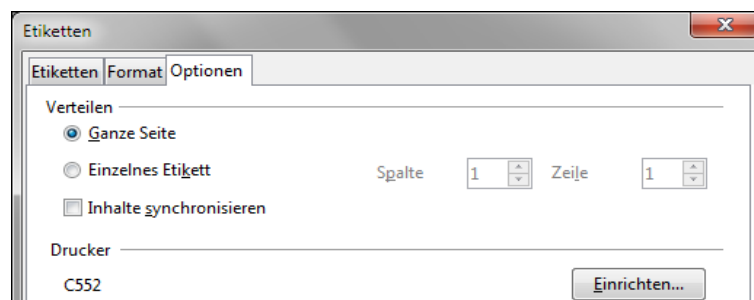 Etiketten
Etiketten Format Optionen
Verteilen
Ganze Seite
Einzelnes Etikett Spalte 1 Zeile 1
Inhalte synchronisieren
Drucker
C552 Einrichten...